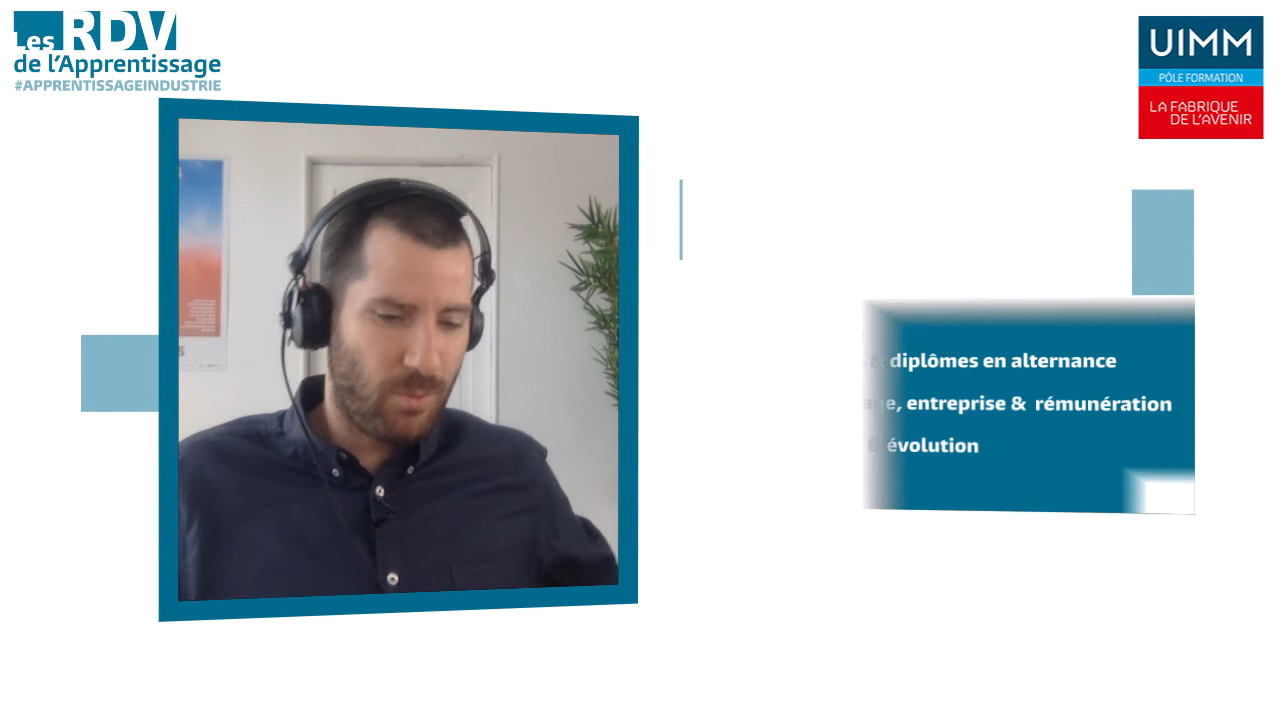 Les RDV
de l'Apprentissage
#APPRENTISSAGEINDUSTRIE
UIMM
PÔLE FORMATION
LA FABRIQUE
DE L'AVENIR
& diplômes en alternance
entreprise & rémunération
& évolution